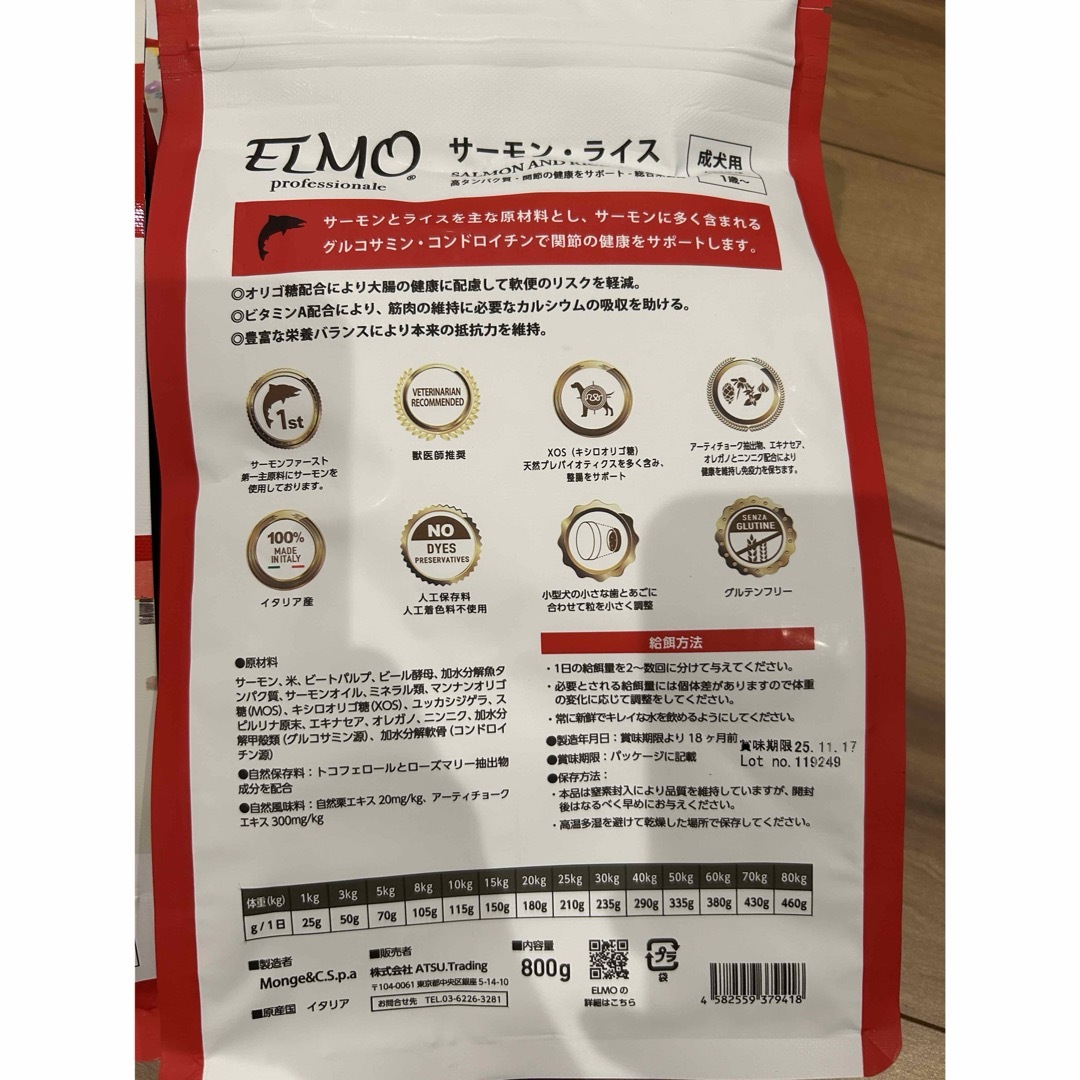 ELMO®
professionale
サーモン・ライス
SALMON AND
高タンパク質・関節の健康をサポート・総合
成犬用
1歳～
サーモンとライスを主な原材料とし、サーモンに多く含まれる
グルコサミン・コンドロイチンで関節の健康をサポートします。
◎オリゴ糖配合により大腸の健康に配慮して軟便のリスクを軽減。
◎ビタミンA配合により、筋肉の維持に必要なカルシウムの吸収を助ける。
◎豊富な栄養バランスにより本来の抵抗力を維持。
1st
サーモンファースト
第一主原料にサーモンを
使用しております。
VETERINARIAN
RECOMMENDED
獣医師推奨
XOS（キシロオリゴ糖）
天然プレバイオティクスを多く含み、
整腸をサポート
アーティチョーク抽出物、エキナセア、
オレガノとニンニク配合により
健康を維持し免疫力を保ちます。
100%
MADE
IN ITALY
イタリア産
NO
DYES
PRESERVATIVES
人工保存料
人工着色料不使用
小型犬の小さな歯とあごに
合わせて粒を小さく調整
SENZA
GLUTINE
グルテンフリー
●原材料
サーモン、米、ビートパルプ、ビール酵母、加水分解魚タ
ンパク質、サーモンオイル、ミネラル類、マンナンオリゴ
糖(MOS)、キシロオリゴ糖(XOS)、ユッカシジゲラ、ス
ピルリナ原末、エキナセア、オレガノ、ニンニク、加水分
解甲殻類(グルコサミン源)、加水分解軟骨(コンドロイ
チン源)
●自然保存料：トコフェロールとローズマリー抽出物
成分を配合
●自然風味料：自然栗エキス 20mg/kg、アーティチョーク
エキス 300mg/kg
給餌方法
・1日の給餌量を2～数回に分けて与えてください。
・必要とされる給餌量には個体差がありますので体重
の変化に応じて調整をしてください。
・常に新鮮でキレイな水を飲めるようにしてください。
●製造年月日：賞味期限より18ヶ月前
●賞味期限：パッケージに記載
賞味期限 25.11.17
Lot no.119249
●保存方法：
・本品は窒素封入により品質を維持していますが、開封
後はなるべく早めにお与えください。
・高温多湿を避けて乾燥した場所で保存してください。
体重(kg) 1kg 3kg 5kg 8kg 10kg 15kg 20kg 25kg 30kg 40kg 50kg 60kg 70kg 80kg
g/1日 25g 50g 70g 105g 115g 150g 180g 210g 235g 290g 335g 380g 430g 460g
■製造者
Monge&C.S.p.a
■原産国 イタリア
■販売者
株式会社 ATSU.Trading
〒104-0061 東京都中央区銀座 5-14-10
お問合せ先 TEL.03-6226-3281
■内容量
800g
ELMOの
詳細はこちら
プラ
袋
4 582559 379418